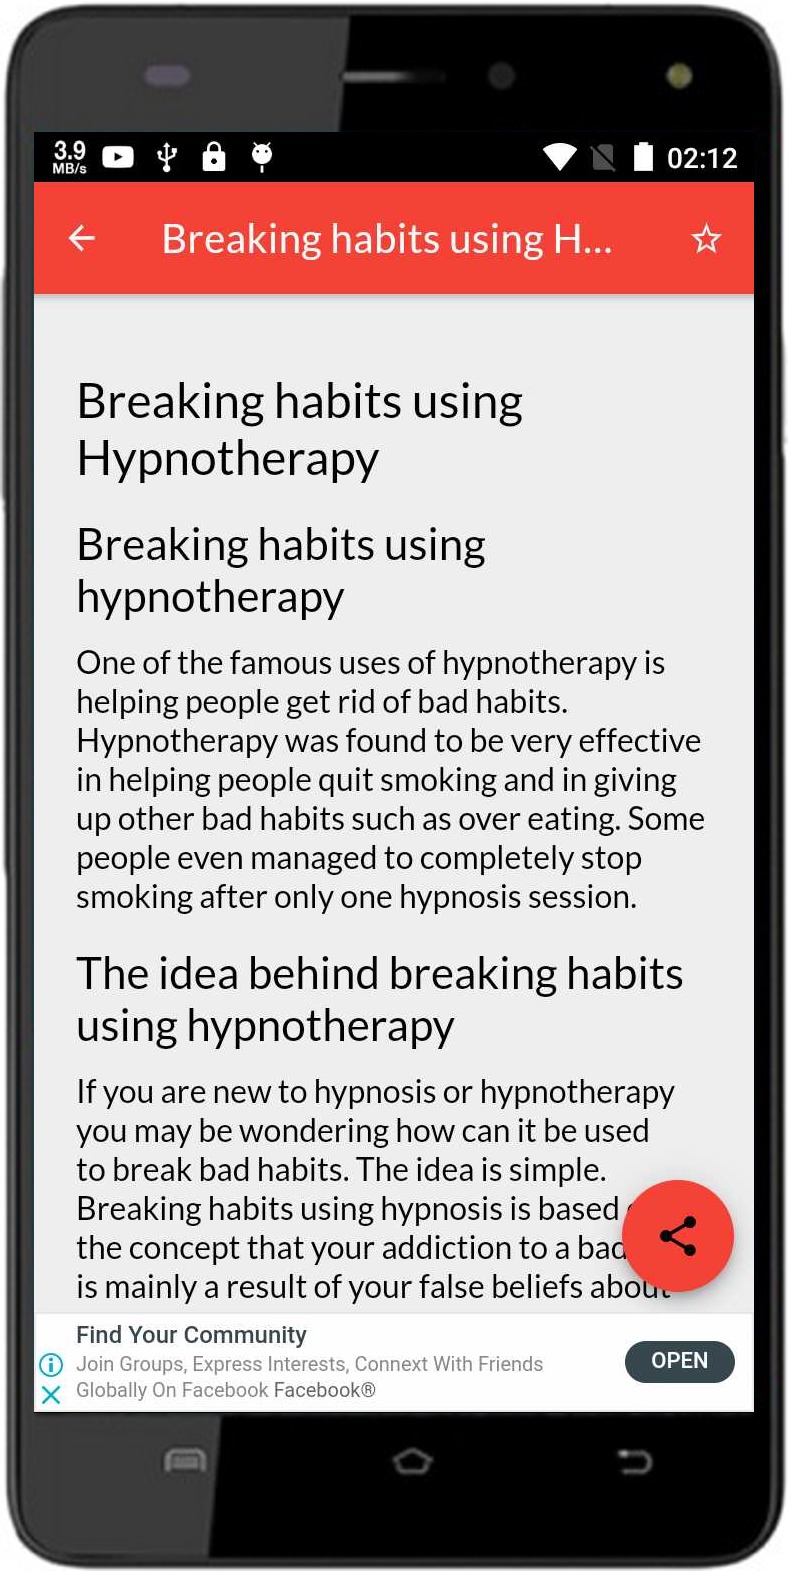 3.9
MB/s
02:12
Breaking habits using H...
Breaking habits using
Hypnotherapy
Breaking habits using
hypnotherapy
One of the famous uses of hypnotherapy is
helping people get rid of bad habits.
Hypnotherapy was found to be very effective
in helping people quit smoking and in giving
up other bad habits such as over eating. Some
people even managed to completely stop
smoking after only one hypnosis session.
The idea behind breaking habits
using hypnotherapy
If you are new to hypnosis or hypnotherapy
you may be wondering how can it be used
to break bad habits. The idea is simple.
Breaking habits using hypnosis is based
the concept that your addiction to a bad
is mainly a result of your false beliefs about
Find Your Community
Join Groups, Express Interests, Connext With Friends
Globally On Facebook Facebook®
OPEN